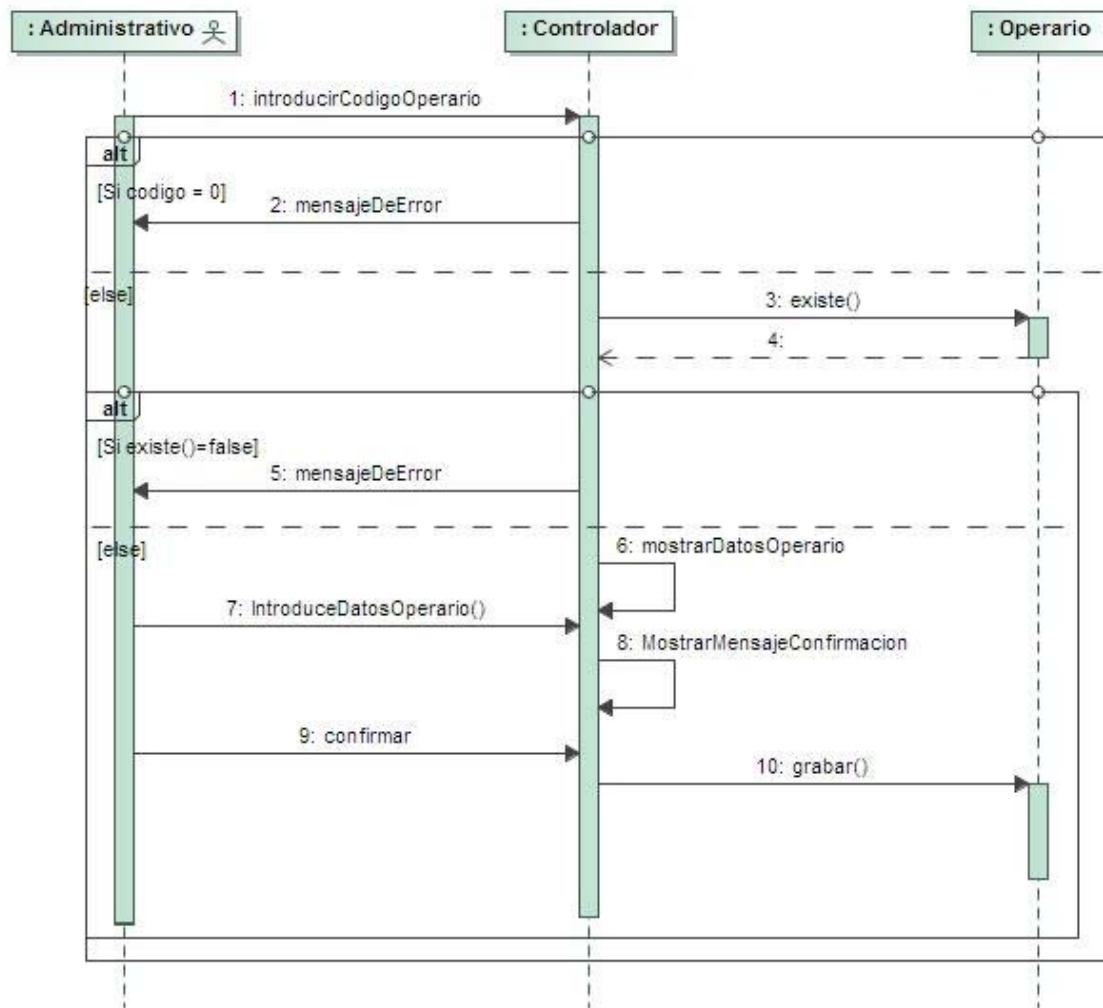 : Administrativo
: Controlador
: Operario
1: introducirCodigoOperario
alt
[Si codigo = 0]
2: mensajeDeError
[else]
3: existe()
4:
alt
[Si existe()=false]
5: mensajeDeError
[else]
6: mostrarDatosOperario
7: IntroduceDatosOperario()
8: MostrarMensajeConfirmacion
9: confirmar
10: grabar()